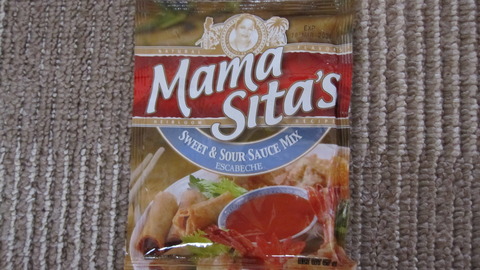 Mama
Sita's
SWEET & SOUR SAUCE MIX
ESCABECHE